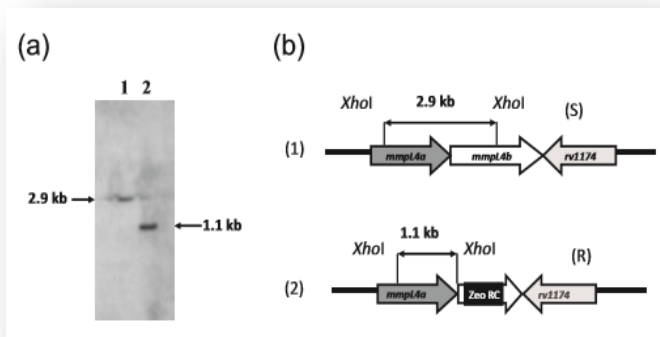 (a)
1 2
2.9 kb
1.1 kb
(b)
XhoI 2.9 kb XhoI (S)
(1) mmpL4a mmpL4b rv1174
1.1 kb
XhoI XhoI (R)
(2) mmpL4a Zeo RC rv1174